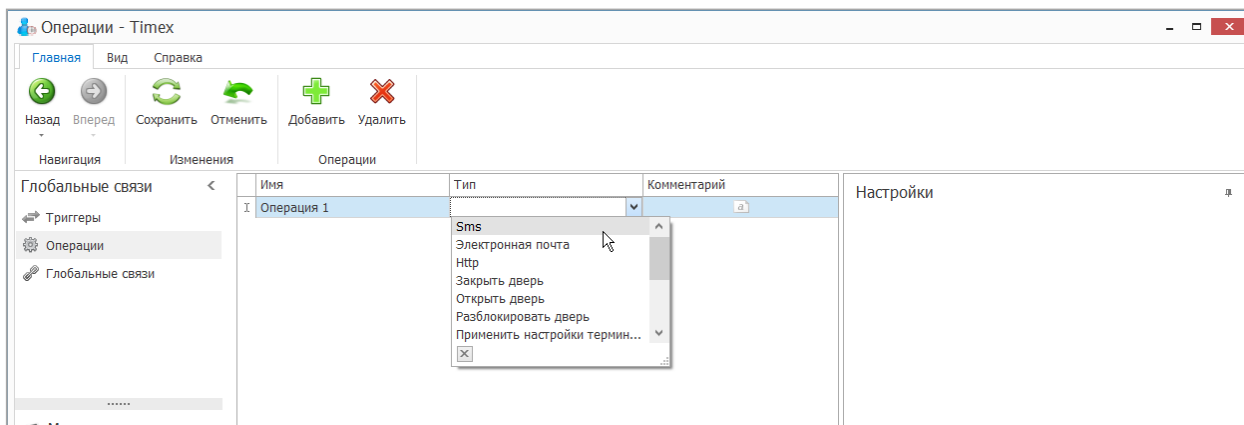 Операции - Timex
Главная Вид Справка
Назад Вперед Сохранить Отменить Добавить Удалить
Навигация Изменения Операции
Глобальные связи
Имя Тип Комментарий
Настройки
Триггеры
Операция 1
a
Sms
Операции
Электронная почта
Http
Глобальные связи
Закрыть дверь
Открыть дверь
Разблокировать дверь
Применить настройки термин...